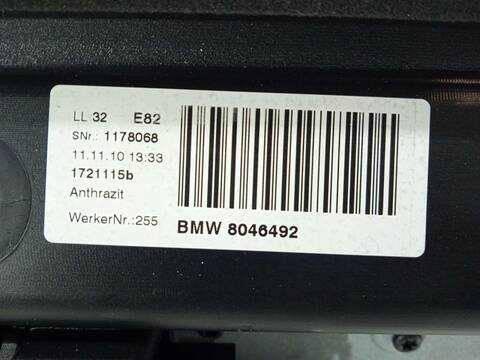 LL 32 E82
SNr.: 1178068
11.11.10 13:33
1721115b
Anthrazit
WerkerNr.:255
BMW 8046492